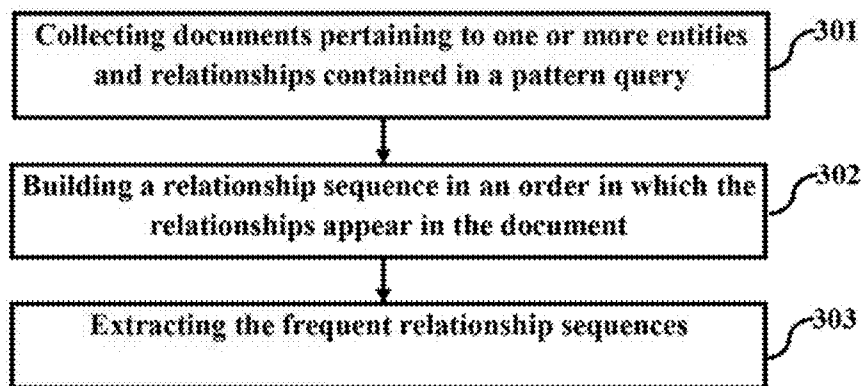 Collecting documents pertaining to one or more entities
and relationships contained in a pattern query
301
Building a relationship sequence in an order in which the
relationships appear in the document
302
Extracting the frequent relationship sequences
303